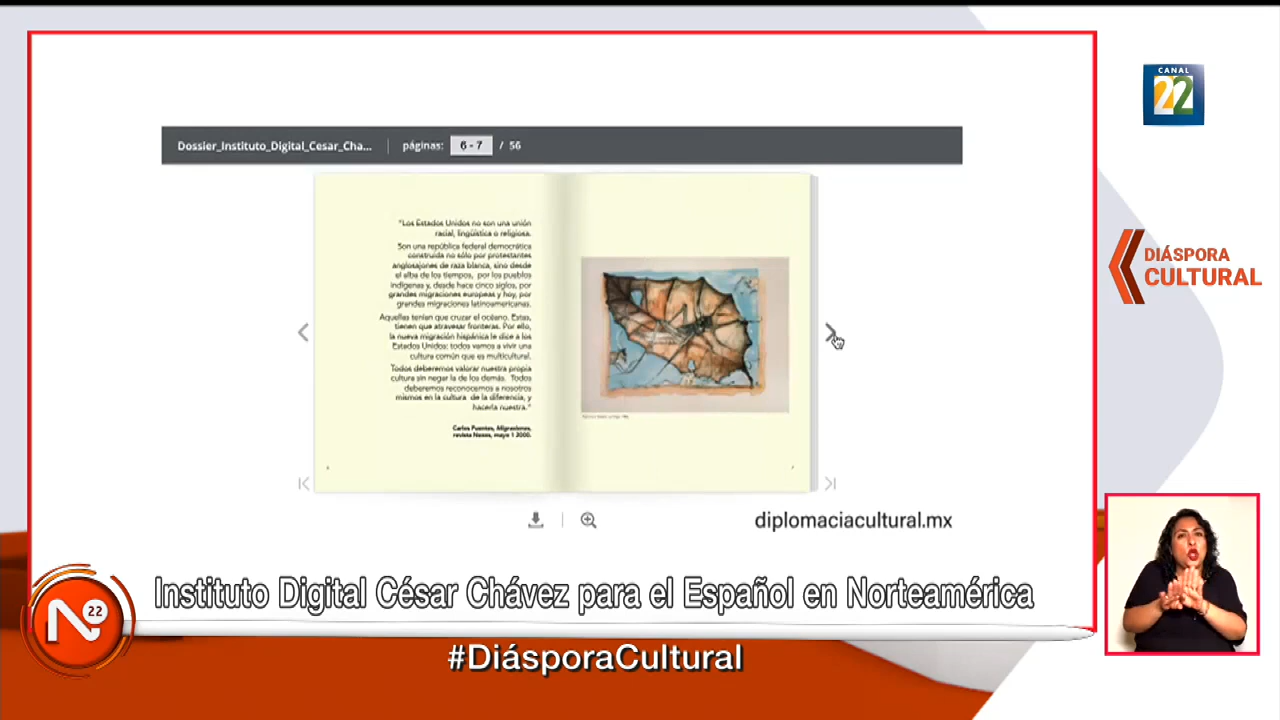 CANAL
22
Dossier_Instituto_Digital_Cesar_Cha...
páginas:
6 - 7
/ 56
"Los Estados Unidos no son una unión
racial, lingüística o religiosa.
Son una república federal democrática
construida no sólo por protestantes
anglosajones de raza blanca, sino desde
el alba de los tiempos, por los pueblos
indígenas y, desde hace cinco siglos, por
grandes migraciones europeas y hoy, por
grandes migraciones latinoamericanas.
Aquellas tenían que cruzar el océano. Estas,
tienen que atravesar fronteras. Por ello,
la nueva migración hispánica le dice a los
Estados Unidos: todos vamos a vivir una
cultura común que es multicultural.
Todos deberemos valorar nuestra propia
cultura sin negar la de los demás. Todos
deberemos reconocernos a nosotros
mismos en la cultura de la diferencia, y
hacerla nuestra."
Carlos Fuentes, Migraciones,
revista Nexos, mayo 1 2000.
DIÁSPORA
CULTURAL
diplomaciacultural.mx
Instituto Digital César Chávez para el Español en Norteamérica
N 22
#DiásporaCultural